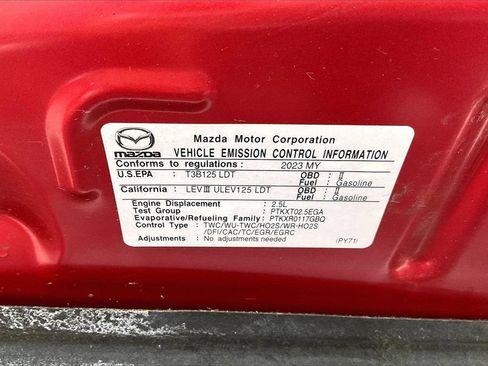 Mazda Motor Corporation
mazda VEHICLE EMISSION CONTROL INFORMATION
Conforms to regulations: 2023 MY
U.S.EPA : T3B125 LDT OBD : II
Fuel : Gasoline
California : LEVIII ULEV125 LDT OBD : II
Fuel : Gasoline
Engine Displacement : 2.5L
Test Group : PTKXT02.5EGA
Evaporative/Refueling Family: PTKXR0117GBQ
Control Type : TWC/WU-TWC/HO2S/WR-HO2S
/DFI/CAC/TC/EGR/EGRC
Adjustments : No adjustments needed (PY71)